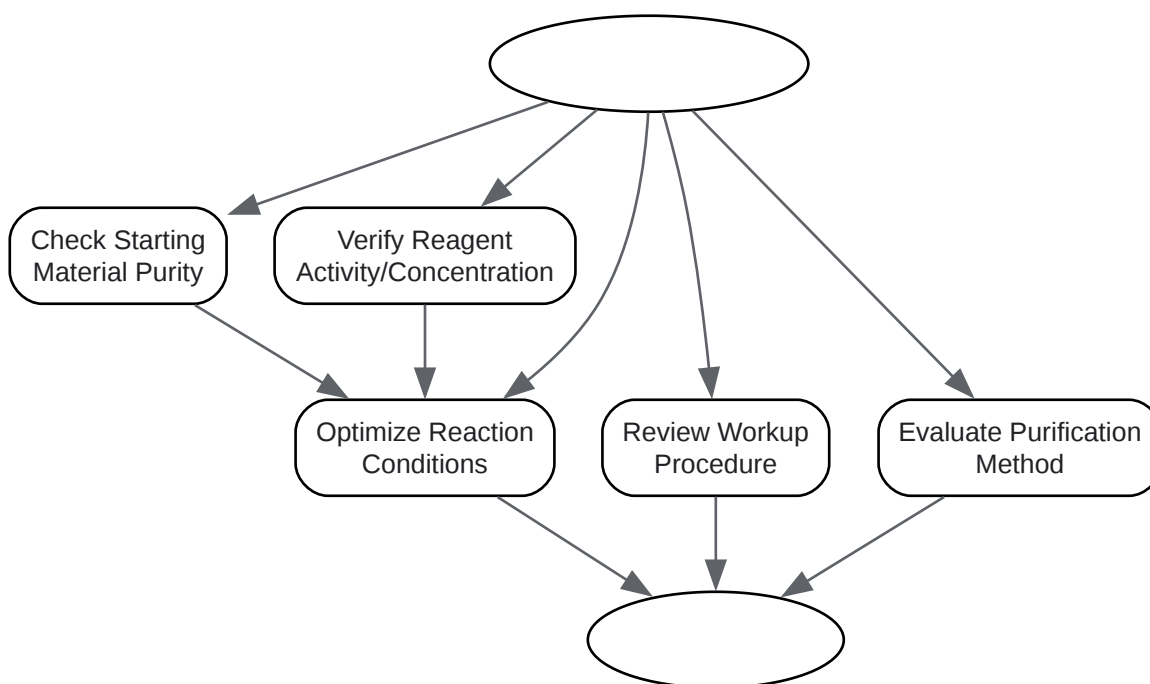 Check Starting
Material Purity
Verify Reagent
Activity/Concentration
Optimize Reaction
Conditions
Review Workup
Procedure
Evaluate Purification
Method